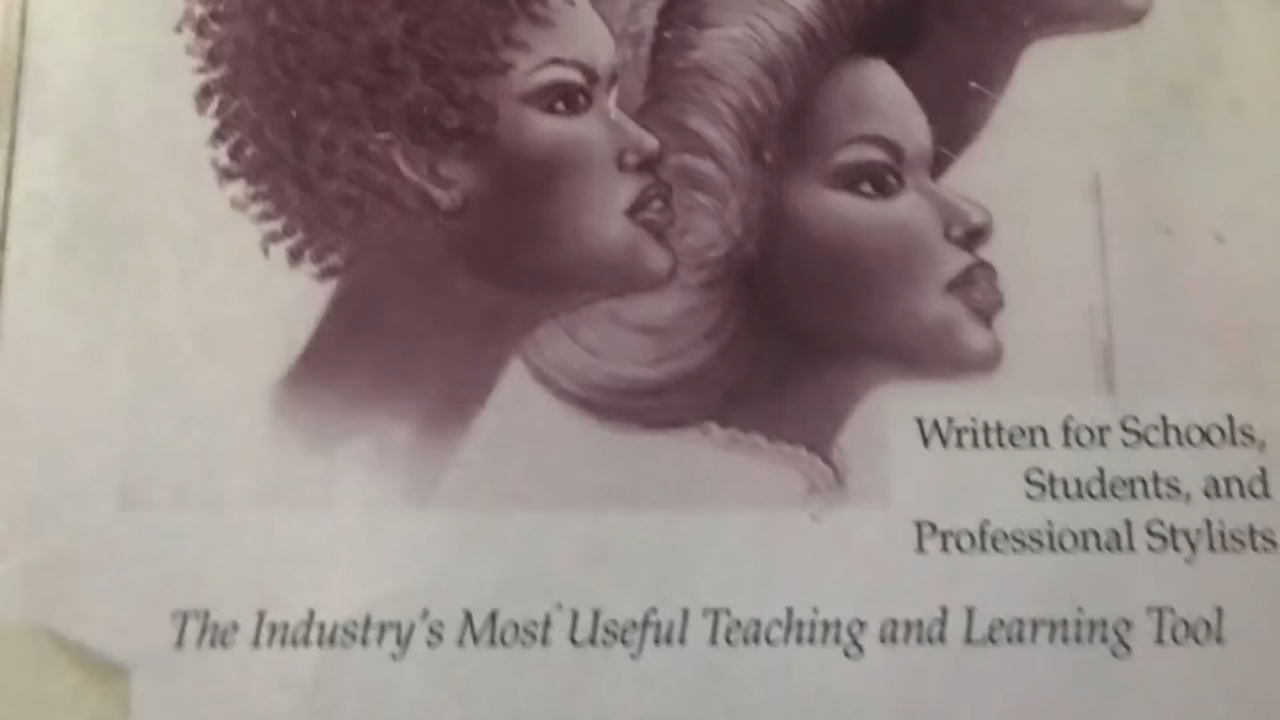 Written for Schools,
Students, and
Professional Stylists
The Industry's Most Useful Teaching and Learning Tool